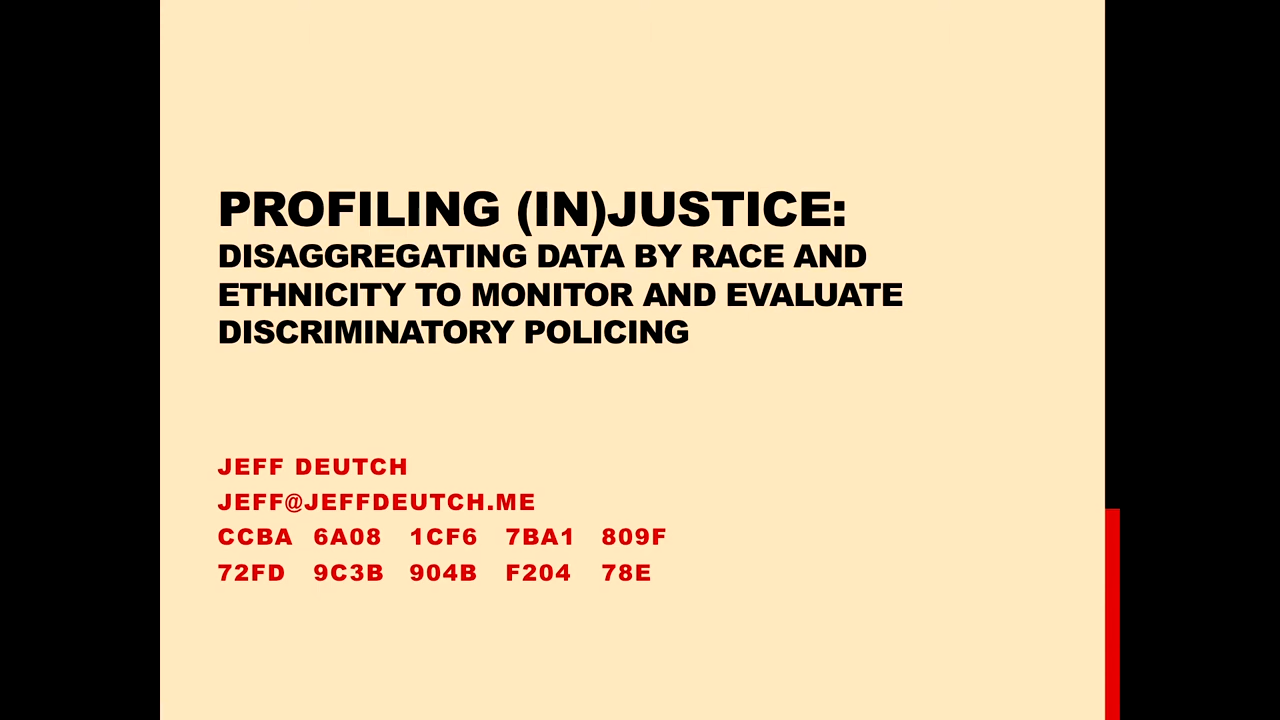 PROFILING (IN)JUSTICE:
DISAGGREGATING DATA BY RACE AND
ETHNICITY TO MONITOR AND EVALUATE
DISCRIMINATORY POLICING
JEFF DEUTCH
JEFF@JEFFDEUTCH.ME
CCBA 6A08 1CF6 7BA1 809F
72FD 9C3B 904B F204 78E